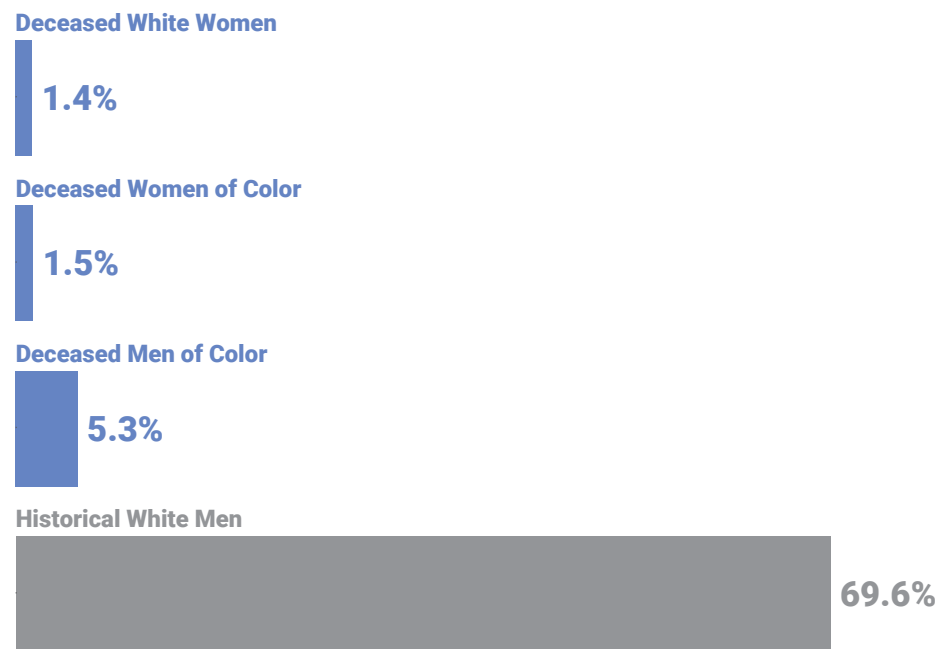 Deceased White Women
1.4%
Deceased Women of Color
1.5%
Deceased Men of Color
5.3%
Historical White Men
69.6%